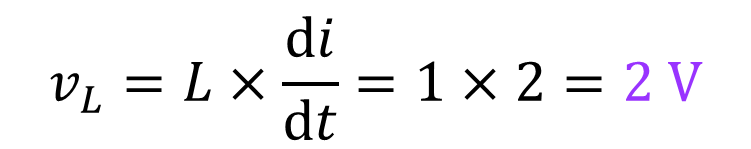 v_L = L × di/dt = 1 × 2 = 2 V